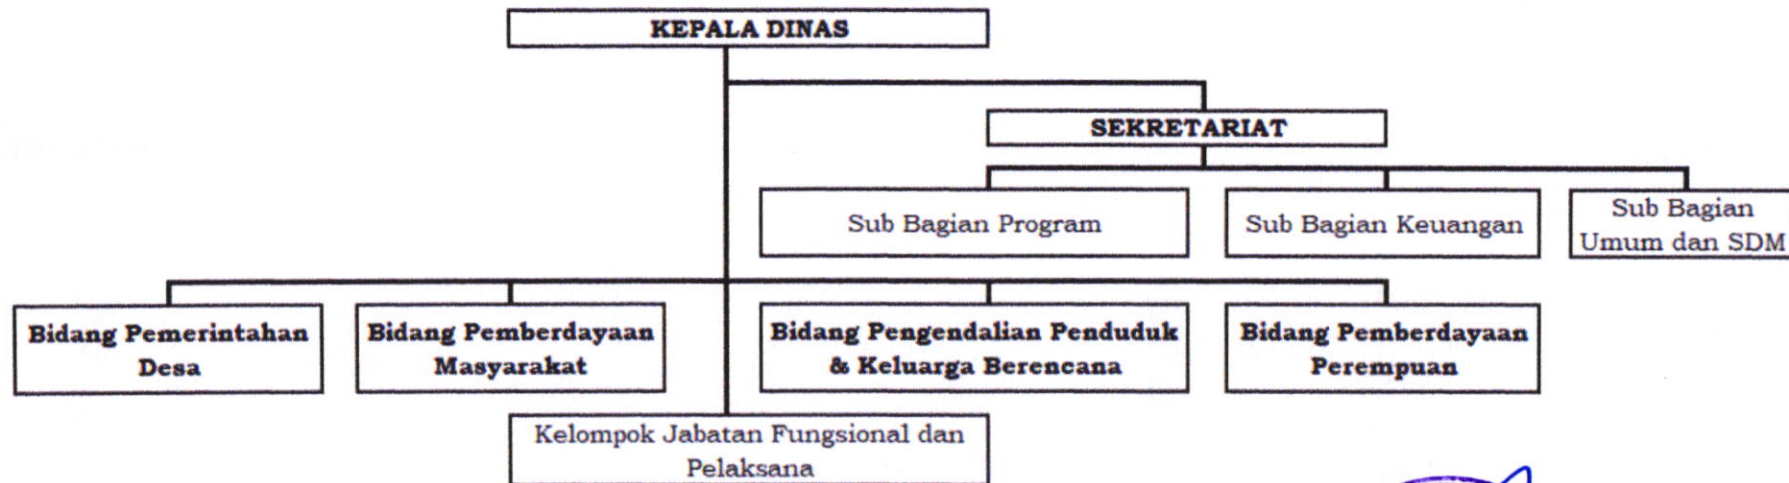 KEPALA DINAS
SEKRETARIAT
Sub Bagian Program
Sub Bagian Keuangan
Sub Bagian
Umum dan SDM
Bidang Pemerintahan
Desa
Bidang Pemberdayaan
Masyarakat
Bidang Pengendalian Penduduk
& Keluarga Berencana
Bidang Pemberdayaan
Perempuan
Kelompok Jabatan Fungsional dan
Pelaksana